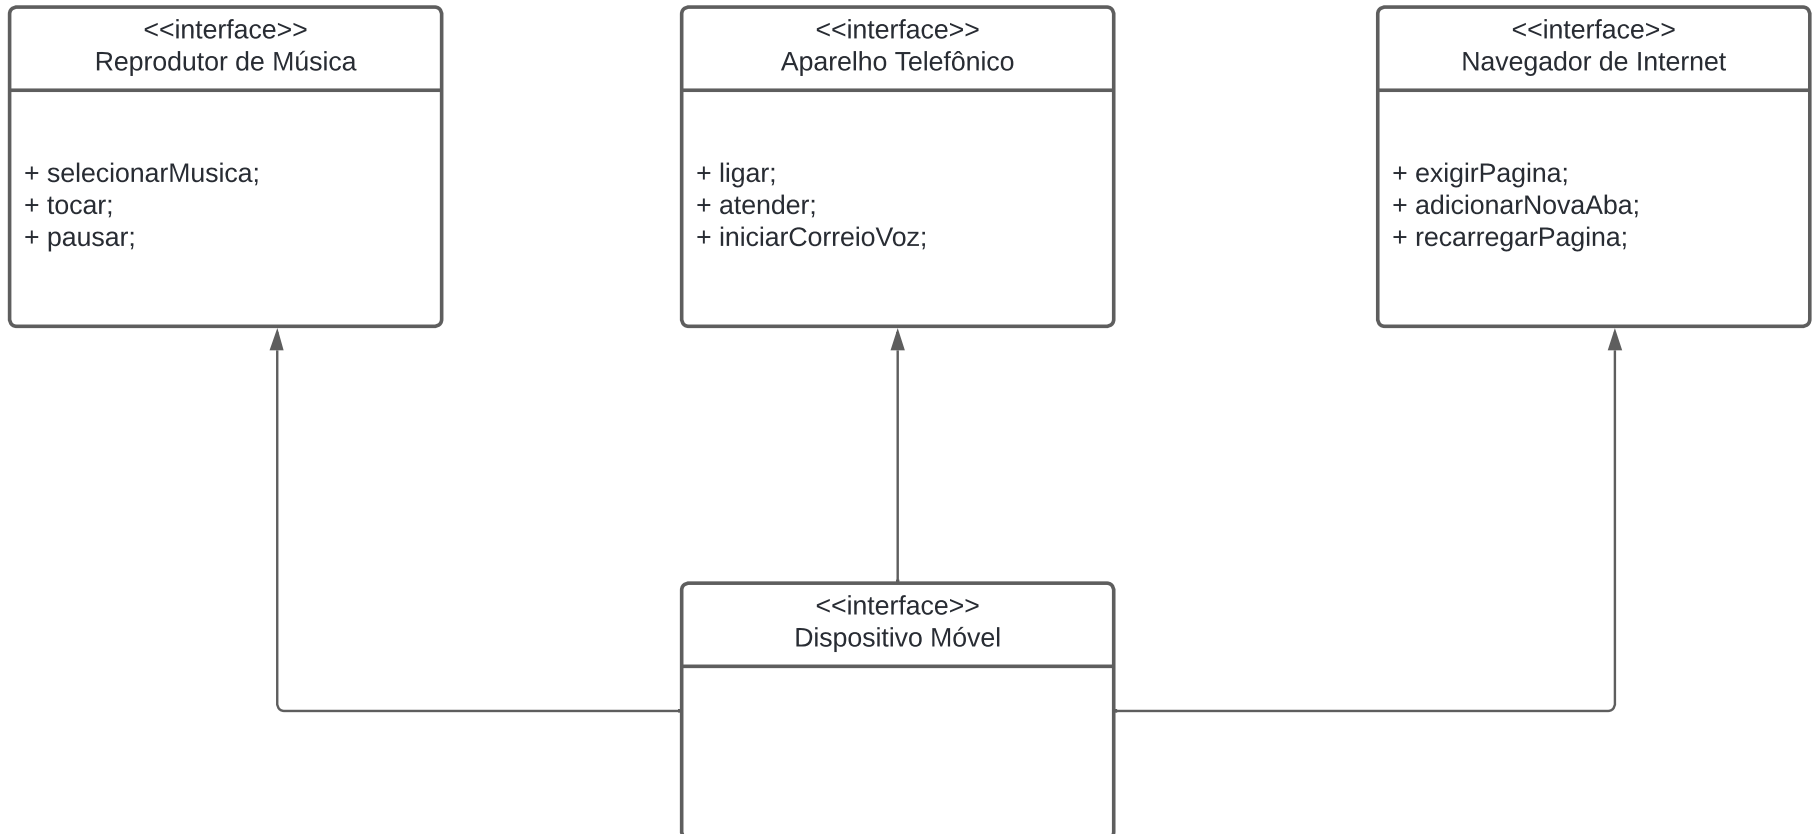 <<interface>>
Reprodutor de Música
+ selecionarMusica;
+ tocar;
+ pausar;
<<interface>>
Aparelho Telefônico
+ ligar;
+ atender;
+ iniciarCorreioVoz;
<<interface>>
Navegador de Internet
+ exigirPagina;
+ adicionarNovaAba;
+ recarregarPagina;
<<interface>>
Dispositivo Móvel